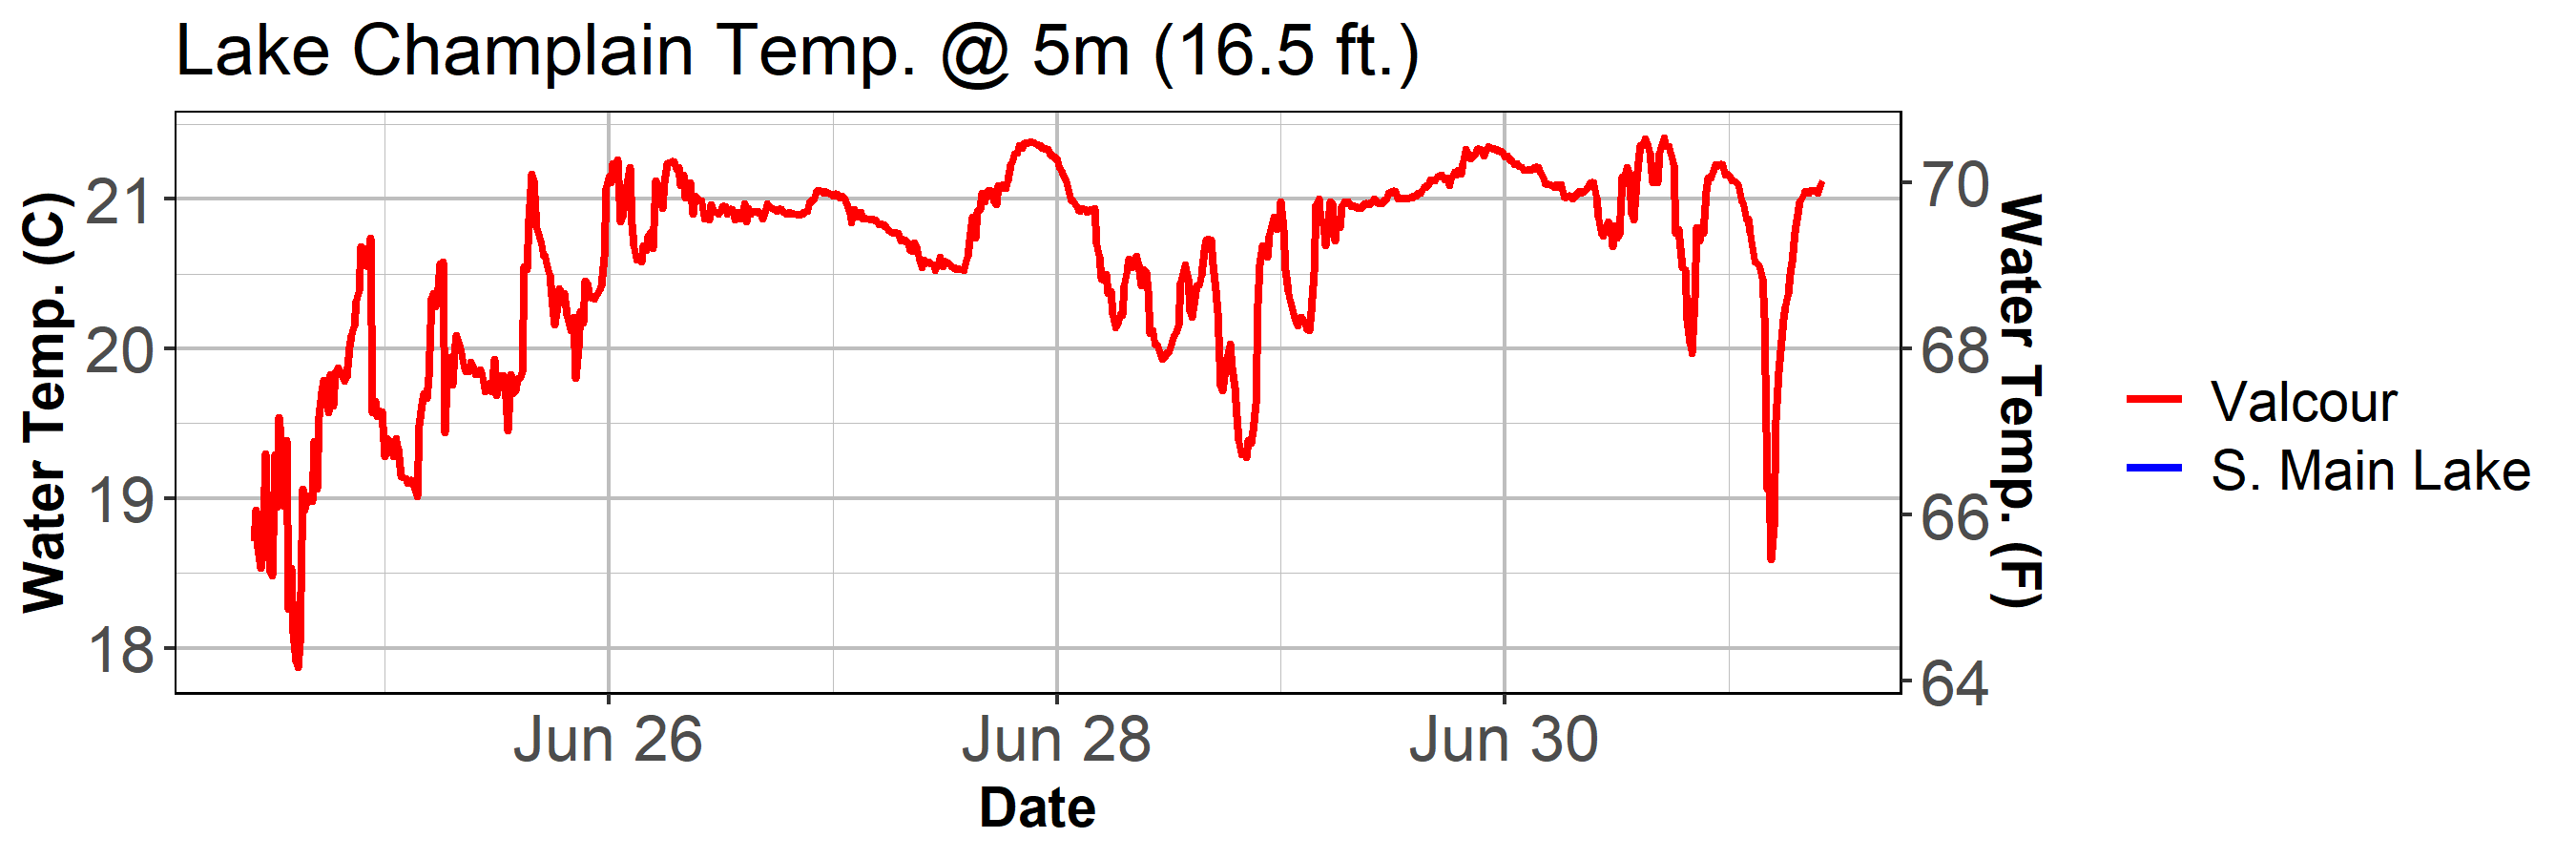 Lake Champlain Temp. @ 5m (16.5 ft.)
Water Temp. (C)
21
20
19
18
70
68
66
64
Water Temp. (F)
Jun 26
Jun 28
Jun 30
Date
Valcour
S. Main Lake